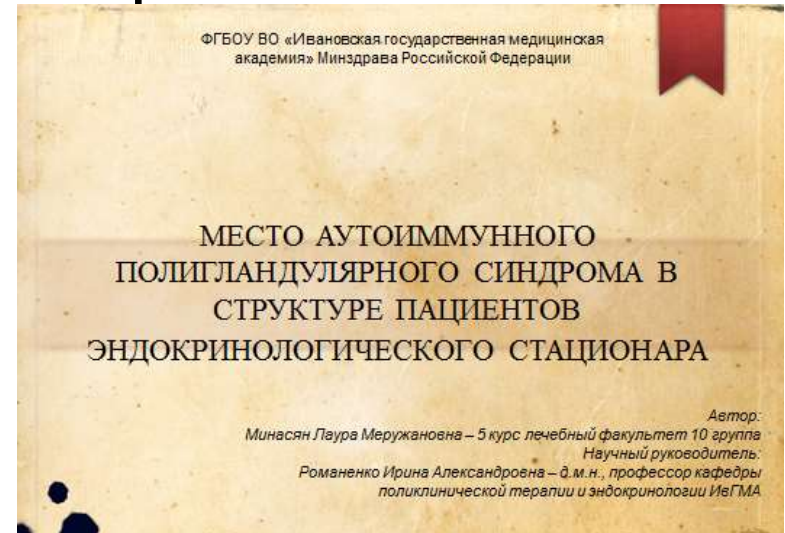 ФГБОУ ВО «Ивановская государственная медицинская
академия» Минздрава Российской Федерации
МЕСТО АУТОИММУННОГО
ПОЛИГЛАНДУЛЯРНОГО СИНДРОМА В
СТРУКТУРЕ ПАЦИЕНТОВ
ЭНДОКРИНОЛОГИЧЕСКОГО СТАЦИОНАРА
Автор:
Минасян Лаура Меружановна – 5 курс лечебный факультет 10 группа
Научный руководитель:
Романенко Ирина Александровна – д.м.н., профессор кафедры
поликлинической терапии и эндокринологии ИвГМА